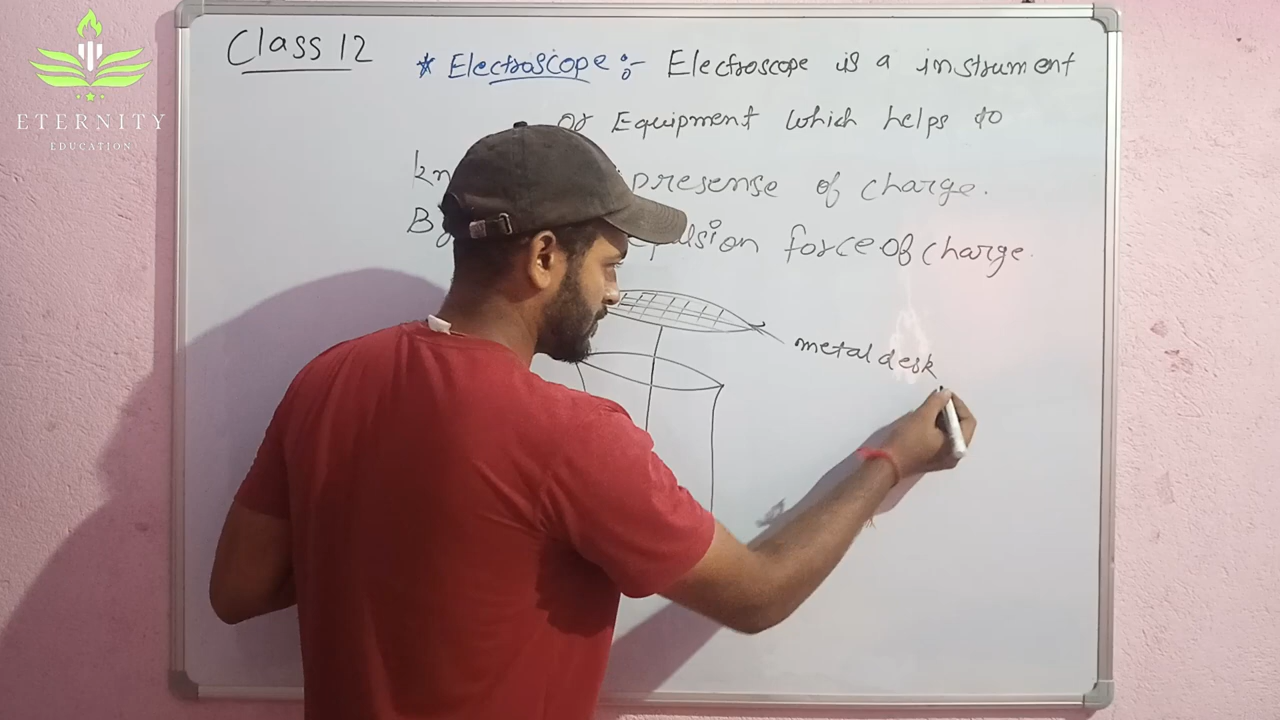 ETERNITY
EDUCATION
Class 12
* Electroscope :- Electroscope is a instrument
or Equipment which helps to
presense of charge.
By force of charge.
metal desk